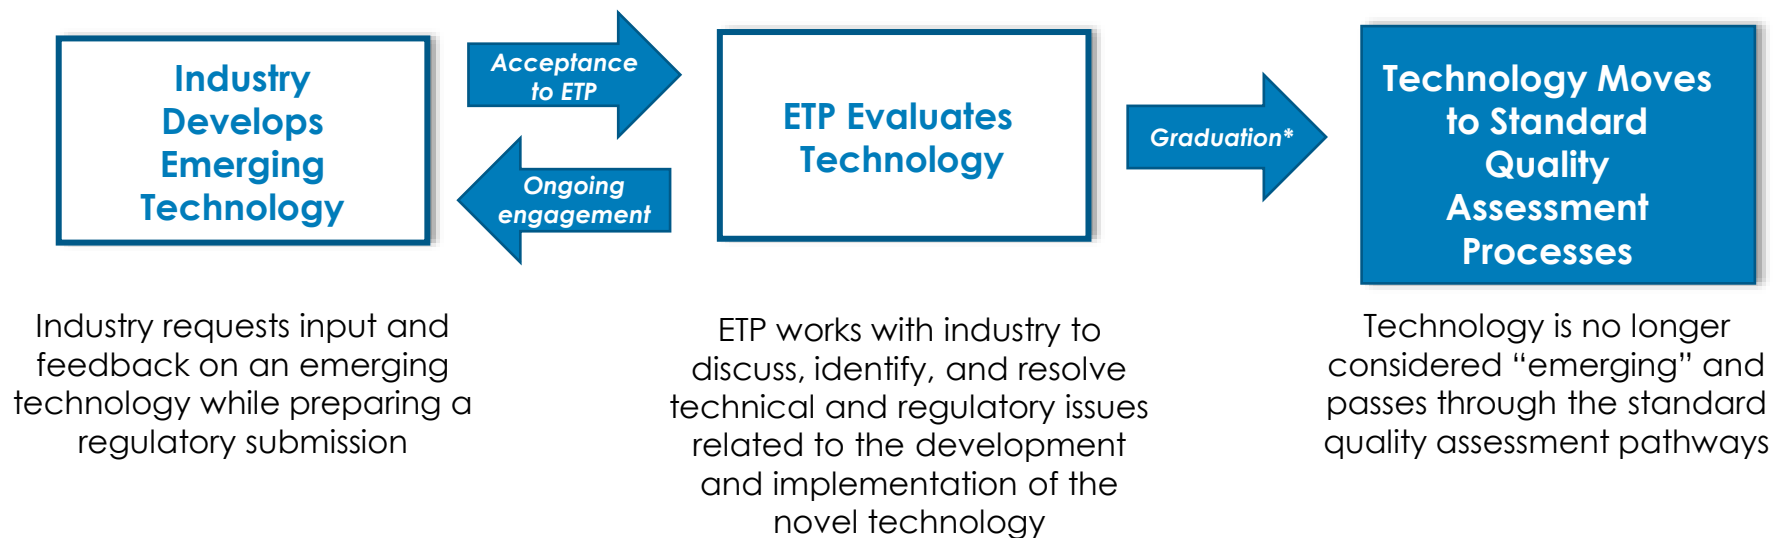 Industry
Develops
Emerging
Technology
Acceptance
to ETP
Ongoing
engagement
ETP Evaluates
Technology
Graduation*
Technology Moves
to Standard
Quality
Assessment
Processes
Industry requests input and
feedback on an emerging
technology while preparing a
regulatory submission
ETP works with industry to
discuss, identify, and resolve
technical and regulatory issues
related to the development
and implementation of the
novel technology
Technology is no longer
considered “emerging” and
passes through the standard
quality assessment pathways